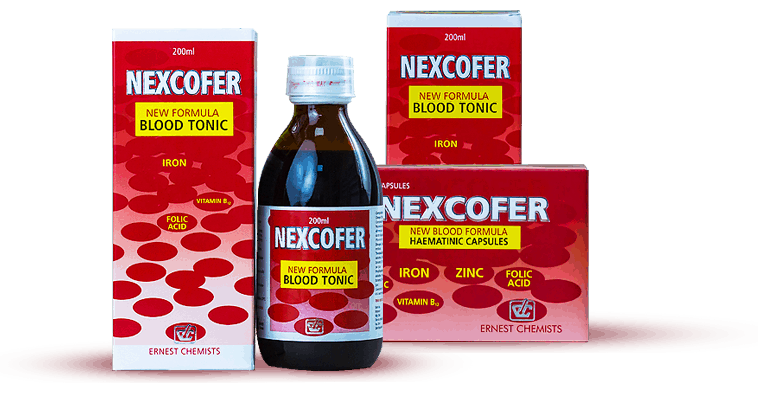 200ml
NEXCOFER
NEW FORMULA
BLOOD TONIC
IRON
VITAMIN B12
FOLIC
ACID
ERNEST CHEMISTS
200ml
NEXCOFER
NEW FORMULA
BLOOD TONIC
200ml
NEXCOFER
NEW FORMULA
BLOOD TONIC
IRON
APSULES
NEXCOFER
NEW BLOOD FORMULA
HAEMATINIC CAPSULES
IRON
ZINC
FOLIC
ACID
C
VITAMIN B12
ERNEST CHEMISTS